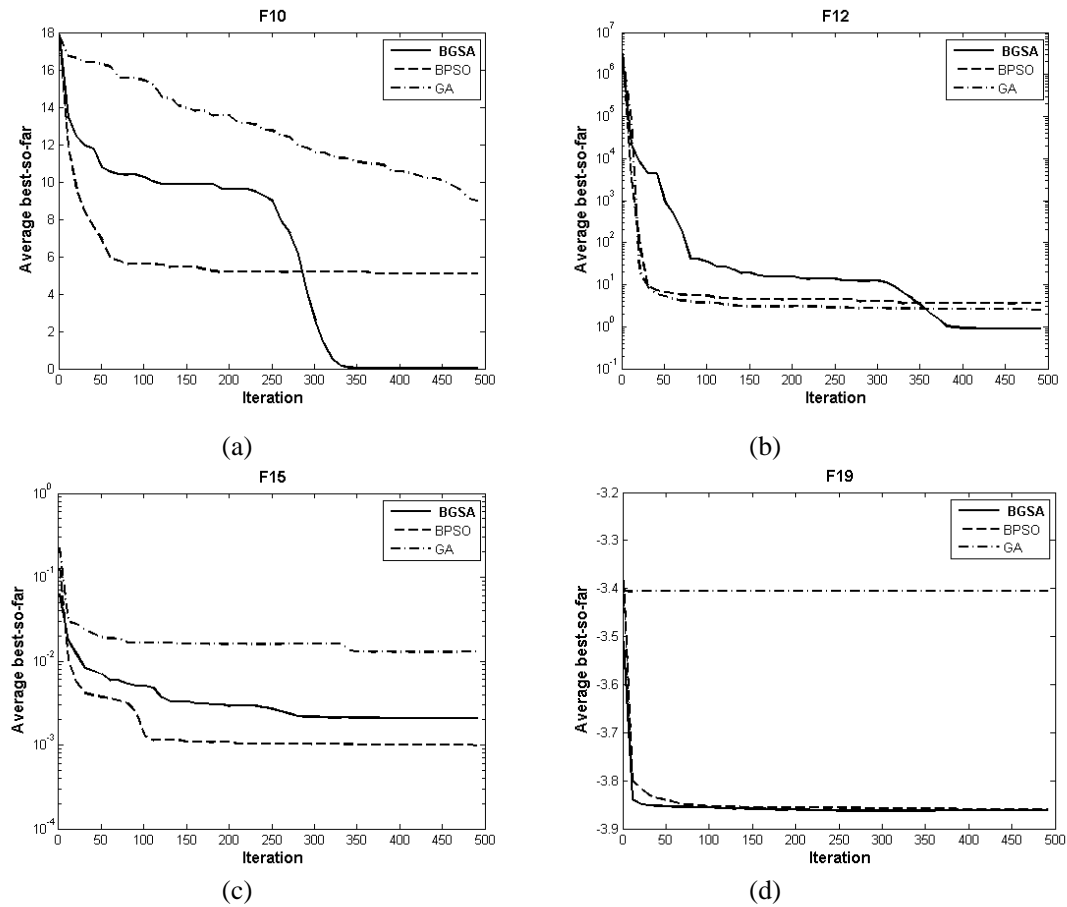 F10
Average best-so-far
18
16
14
12
10
8
6
4
2
0
0 50 100 150 200 250 300 350 400 450 500
Iteration
BGSA
BPSO
GA
(a)
F12
Average best-so-far
10^7
10^6
10^5
10^4
10^3
10^2
10^1
10^0
10^-1
0 50 100 150 200 250 300 350 400 450 500
Iteration
BGSA
BPSO
GA
(b)
F15
Average best-so-far
10^0
10^-1
10^-2
10^-3
10^-4
0 50 100 150 200 250 300 350 400 450 500
Iteration
BGSA
BPSO
GA
(c)
F19
Average best-so-far
-3.2
-3.3
-3.4
-3.5
-3.6
-3.7
-3.8
-3.9
0 50 100 150 200 250 300 350 400 450 500
Iteration
BGSA
BPSO
GA
(d)